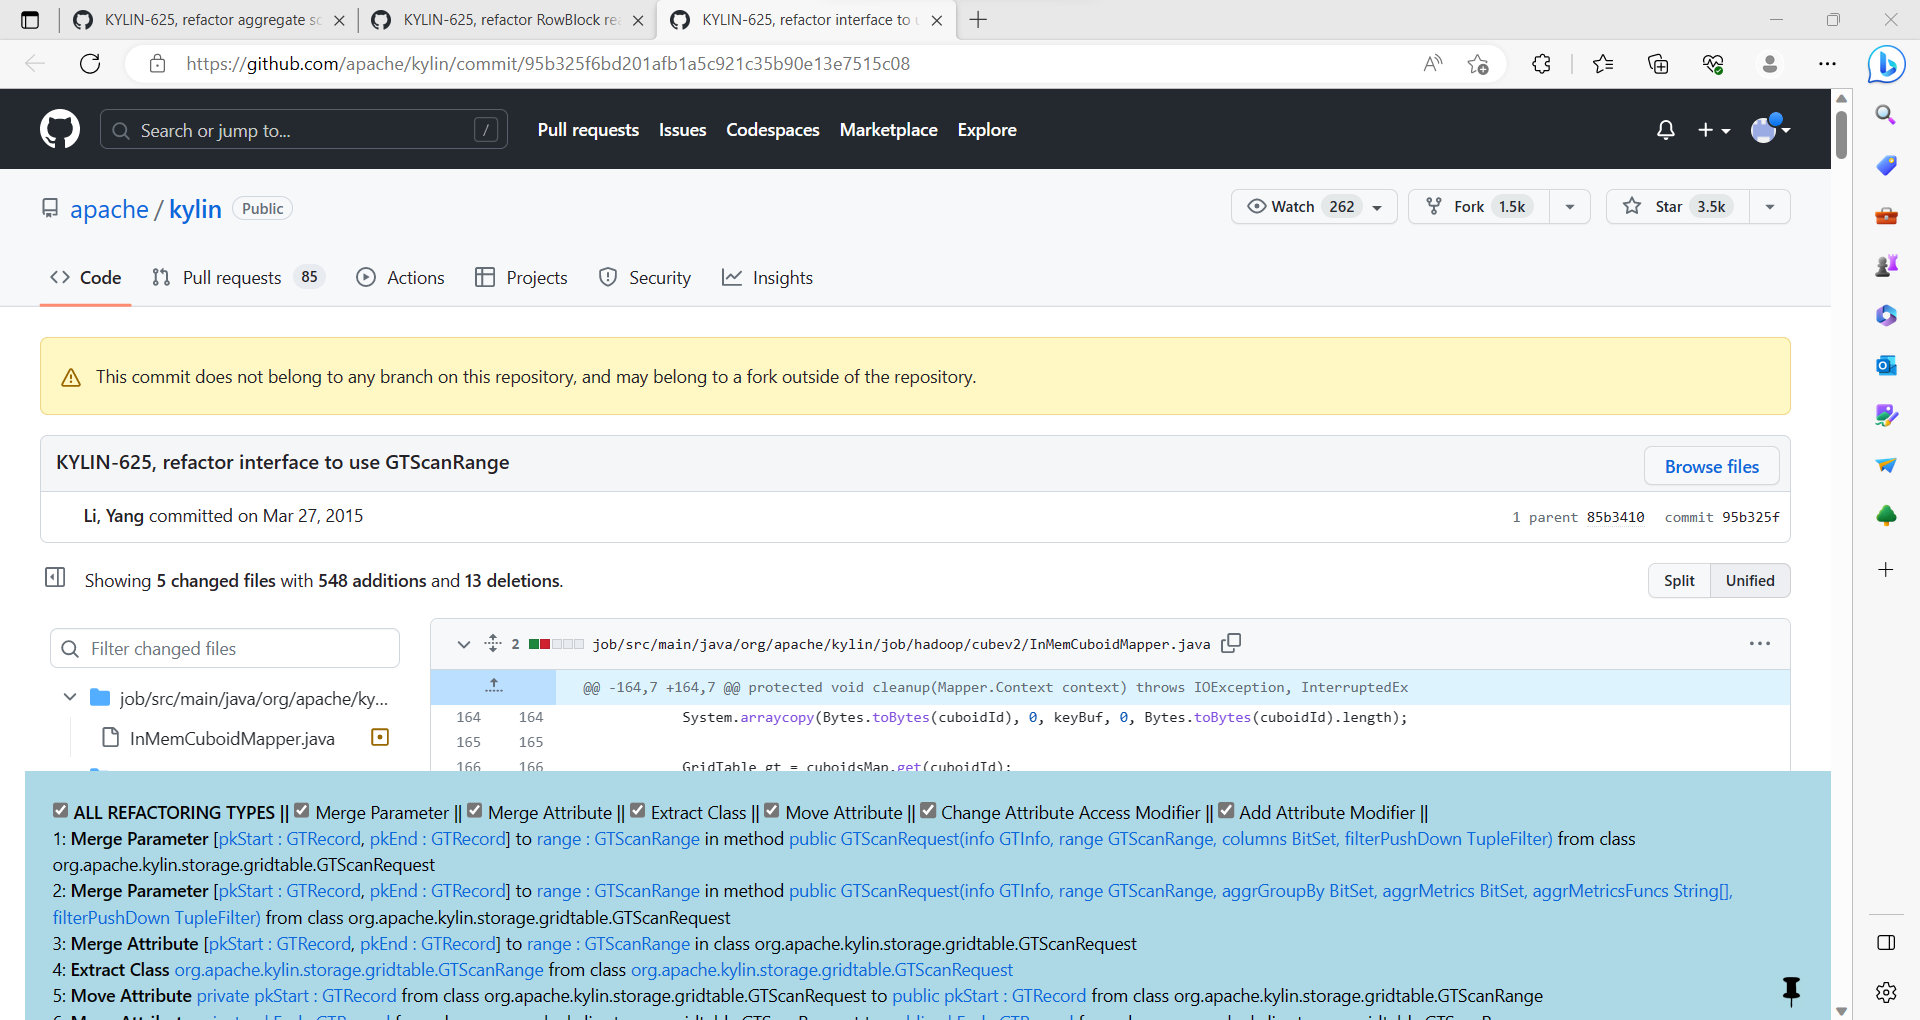 KYLIN-625, refactor aggregate sc
KYLIN-625, refactor RowBlock rea
KYLIN-625, refactor interface to u
https://github.com/apache/kylin/commit/95b325f6bd201afb1a5c921c35b90e13e7515c08
Search or jump to...
/
Pull requests Issues Codespaces Marketplace Explore
apache / kylin Public
Watch 262
Fork 1.5k
Star 3.5k
Code Pull requests 85 Actions Projects Security Insights
This commit does not belong to any branch on this repository, and may belong to a fork outside of the repository.
KYLIN-625, refactor interface to use GTScanRange
Browse files
Li, Yang committed on Mar 27, 2015
1 parent 85b3410 commit 95b325f
Showing 5 changed files with 548 additions and 13 deletions.
Split Unified
Filter changed files
job/src/main/java/org/apache/ky...
InMemCuboidMapper.java
2 job/src/main/java/org/apache/kylin/job/hadoop/cubev2/InMemCuboidMapper.java
@@ -164,7 +164,7 @@ protected void cleanup(Mapper.Context context) throws IOException, InterruptedEx
164 164 System.arraycopy(Bytes.toBytes(cuboidId), 0, keyBuf, 0, Bytes.toBytes(cuboidId).length);
165 165
166 166 GridTable gt = cuboidsMap.get(cuboidId);
ALL REFACTORING TYPES || Merge Parameter || Merge Attribute || Extract Class || Move Attribute || Change Attribute Access Modifier || Add Attribute Modifier ||
1: Merge Parameter [pkStart : GTRecord, pkEnd : GTRecord] to range : GTScanRange in method public GTScanRequest(info GTInfo, range GTScanRange, columns BitSet, filterPushDown TupleFilter) from class
org.apache.kylin.storage.gridtable.GTScanRequest
2: Merge Parameter [pkStart : GTRecord, pkEnd : GTRecord] to range : GTScanRange in method public GTScanRequest(info GTInfo, range GTScanRange, aggrGroupBy BitSet, aggrMetrics BitSet, aggrMetricsFuncs String[],
filterPushDown TupleFilter) from class org.apache.kylin.storage.gridtable.GTScanRequest
3: Merge Attribute [pkStart : GTRecord, pkEnd : GTRecord] to range : GTScanRange in class org.apache.kylin.storage.gridtable.GTScanRequest
4: Extract Class org.apache.kylin.storage.gridtable.GTScanRange from class org.apache.kylin.storage.gridtable.GTScanRequest
5: Move Attribute private pkStart : GTRecord from class org.apache.kylin.storage.gridtable.GTScanRequest to public pkStart : GTRecord from class org.apache.kylin.storage.gridtable.GTScanRange